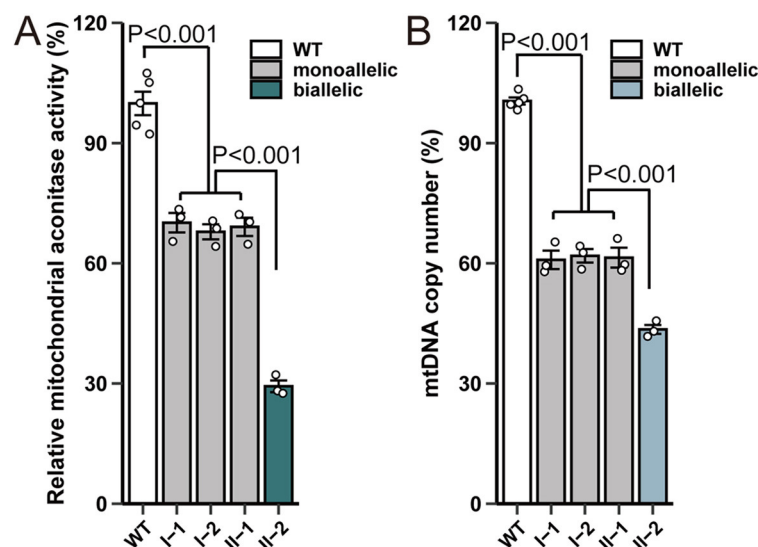 A
Relative mitochondrial aconitase activity (%)
120
90
60
30
0
P<0.001
P<0.001
WT
monoallelic
biallelic
WT
I-1
I-2
II-1
II-2
B
mtDNA copy number (%)
120
90
60
30
0
P<0.001
P<0.001
WT
monoallelic
biallelic
WT
I-1
I-2
II-1
II-2